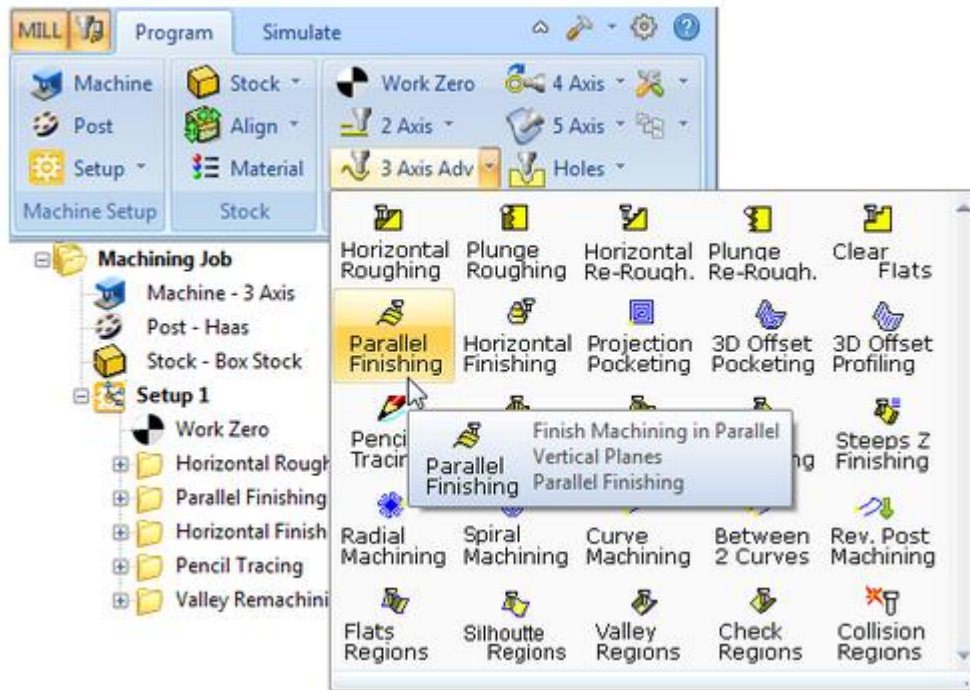 MILL Program Simulate
Machine Stock Work Zero 4 Axis
Post Align 2 Axis 5 Axis
Setup Material 3 Axis Adv Holes
Machine Setup Stock
Machining Job
Machine - 3 Axis
Post - Haas
Stock - Box Stock
Setup 1
Work Zero
Horizontal Rough
Parallel Finishing
Horizontal Finish
Pencil Tracing
Valley Remachini
Horizontal Plunge Horizontal Plunge Clear
Roughing Roughing Re-Rough. Re-Rough. Flats
Parallel Horizontal Projection 3D Offset 3D Offset
Finishing Finishing Pocketing Pocketing Profiling
Steeps Z
Finishing
Finish Machining in Parallel
Vertical Planes
Parallel Finishing
Parallel
Finishing
Radial Spiral Curve Between Rev. Post
Machining Machining Machining 2 Curves Machining
Flats Silhoutte Valley Check Collision
Regions Regions Regions Regions Regions